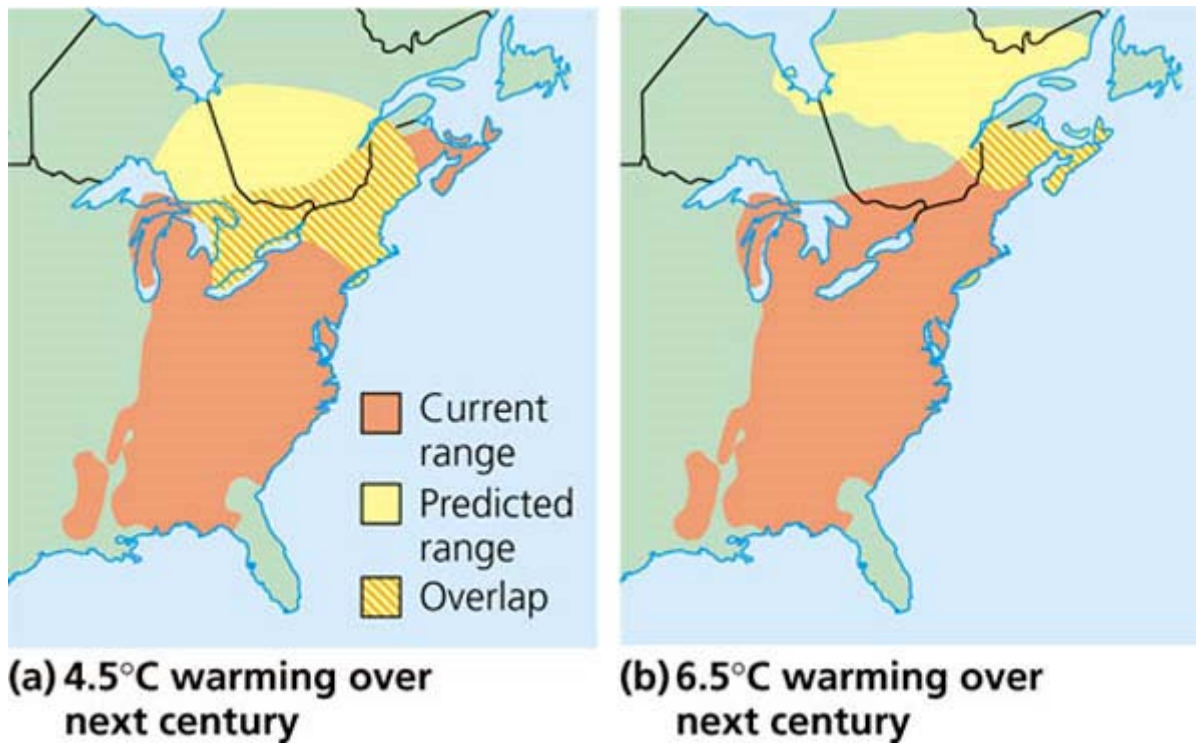 Current
range
Predicted
range
Overlap
(a) 4.5°C warming over
next century
(b) 6.5°C warming over
next century